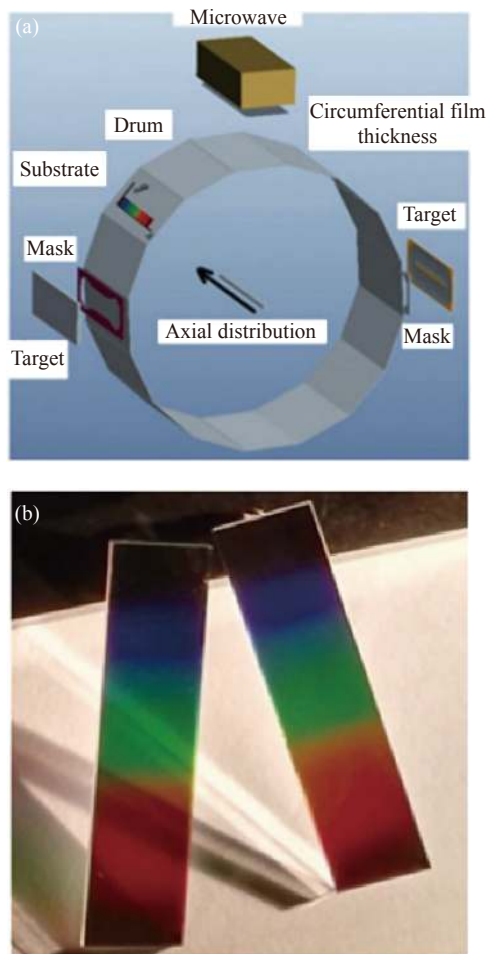 (a)
Microwave
Drum
Circumferential film
thickness
Substrate
Target
Mask
Axial distribution
Mask
Target
(b)